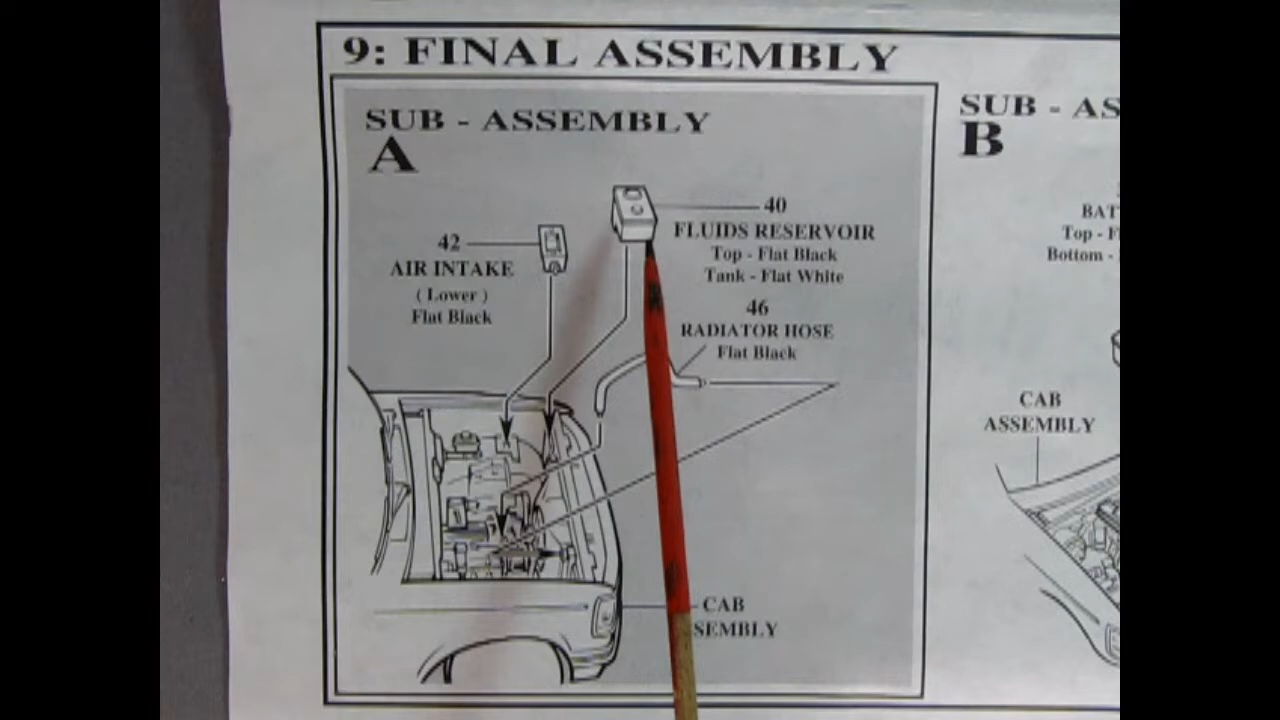 9: FINAL ASSEMBLY
SUB - ASSEMBLY
A
40
FLUIDS RESERVOIR
Top - Flat Black
Tank - Flat White
42
AIR INTAKE
( Lower )
Flat Black
46
RADIATOR HOSE
Flat Black
CAB
SEMBLY
SUB - AS
B
BAT
Top - F
Bottom -
CAB
ASSEMBLY